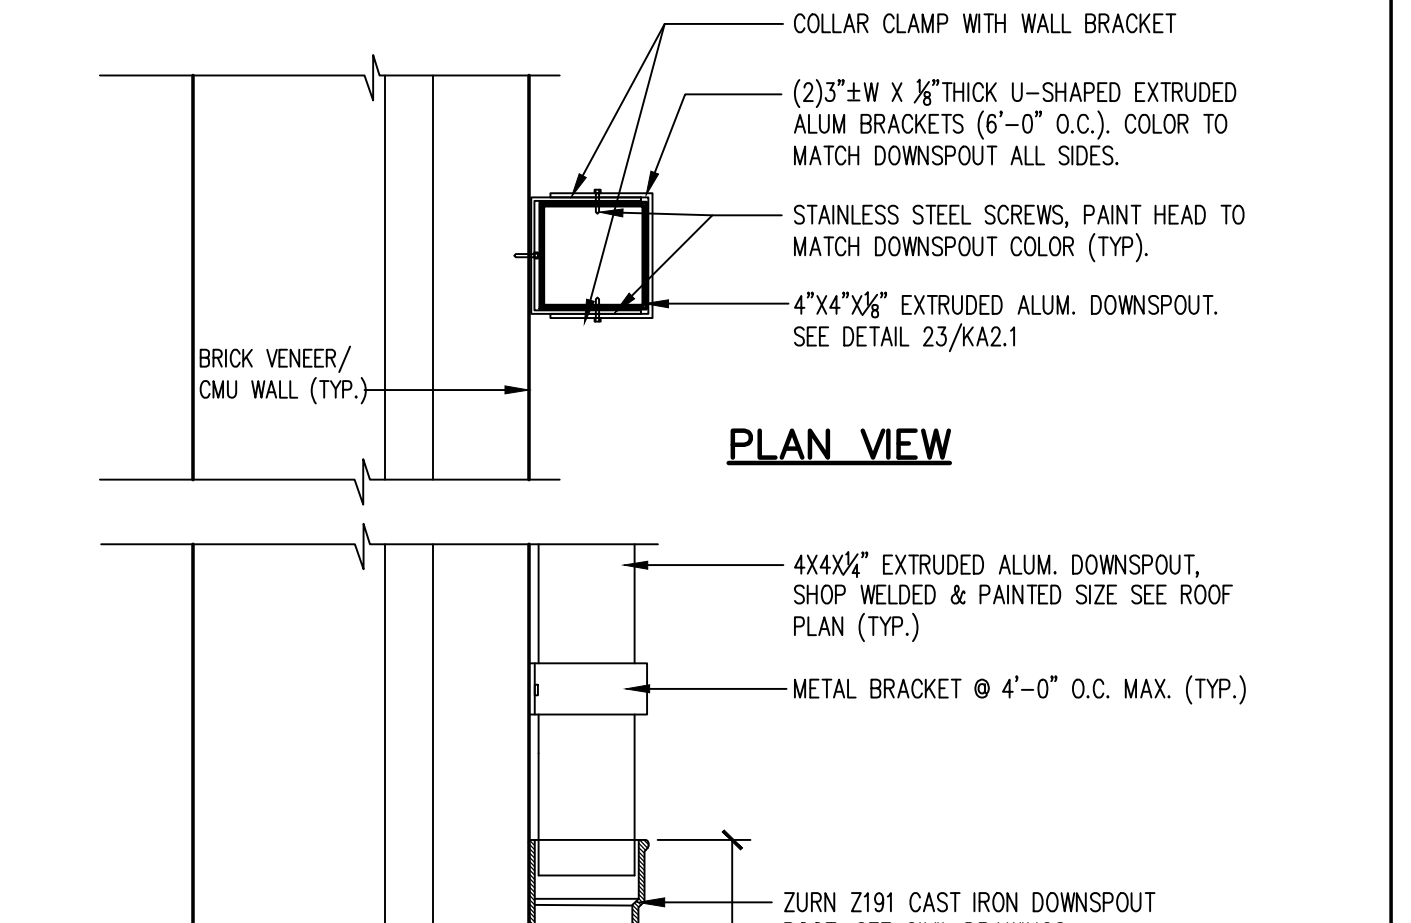 COLLAR CLAMP WITH WALL BRACKET
(2)3"±W X ⅛"THICK U-SHAPED EXTRUDED
ALUM BRACKETS (6'-0" O.C.). COLOR TO
MATCH DOWNSPOUT ALL SIDES.
STAINLESS STEEL SCREWS, PAINT HEAD TO
MATCH DOWNSPOUT COLOR (TYP).
4"X4"X⅛" EXTRUDED ALUM. DOWNSPOUT.
SEE DETAIL 23/KA2.1
BRICK VENEER/
CMU WALL (TYP.)
PLAN VIEW
4X4X¼" EXTRUDED ALUM. DOWNSPOUT,
SHOP WELDED & PAINTED SIZE SEE ROOF
PLAN (TYP.)
METAL BRACKET @ 4'-0" O.C. MAX. (TYP.)
ZURN Z191 CAST IRON DOWNSPOUT